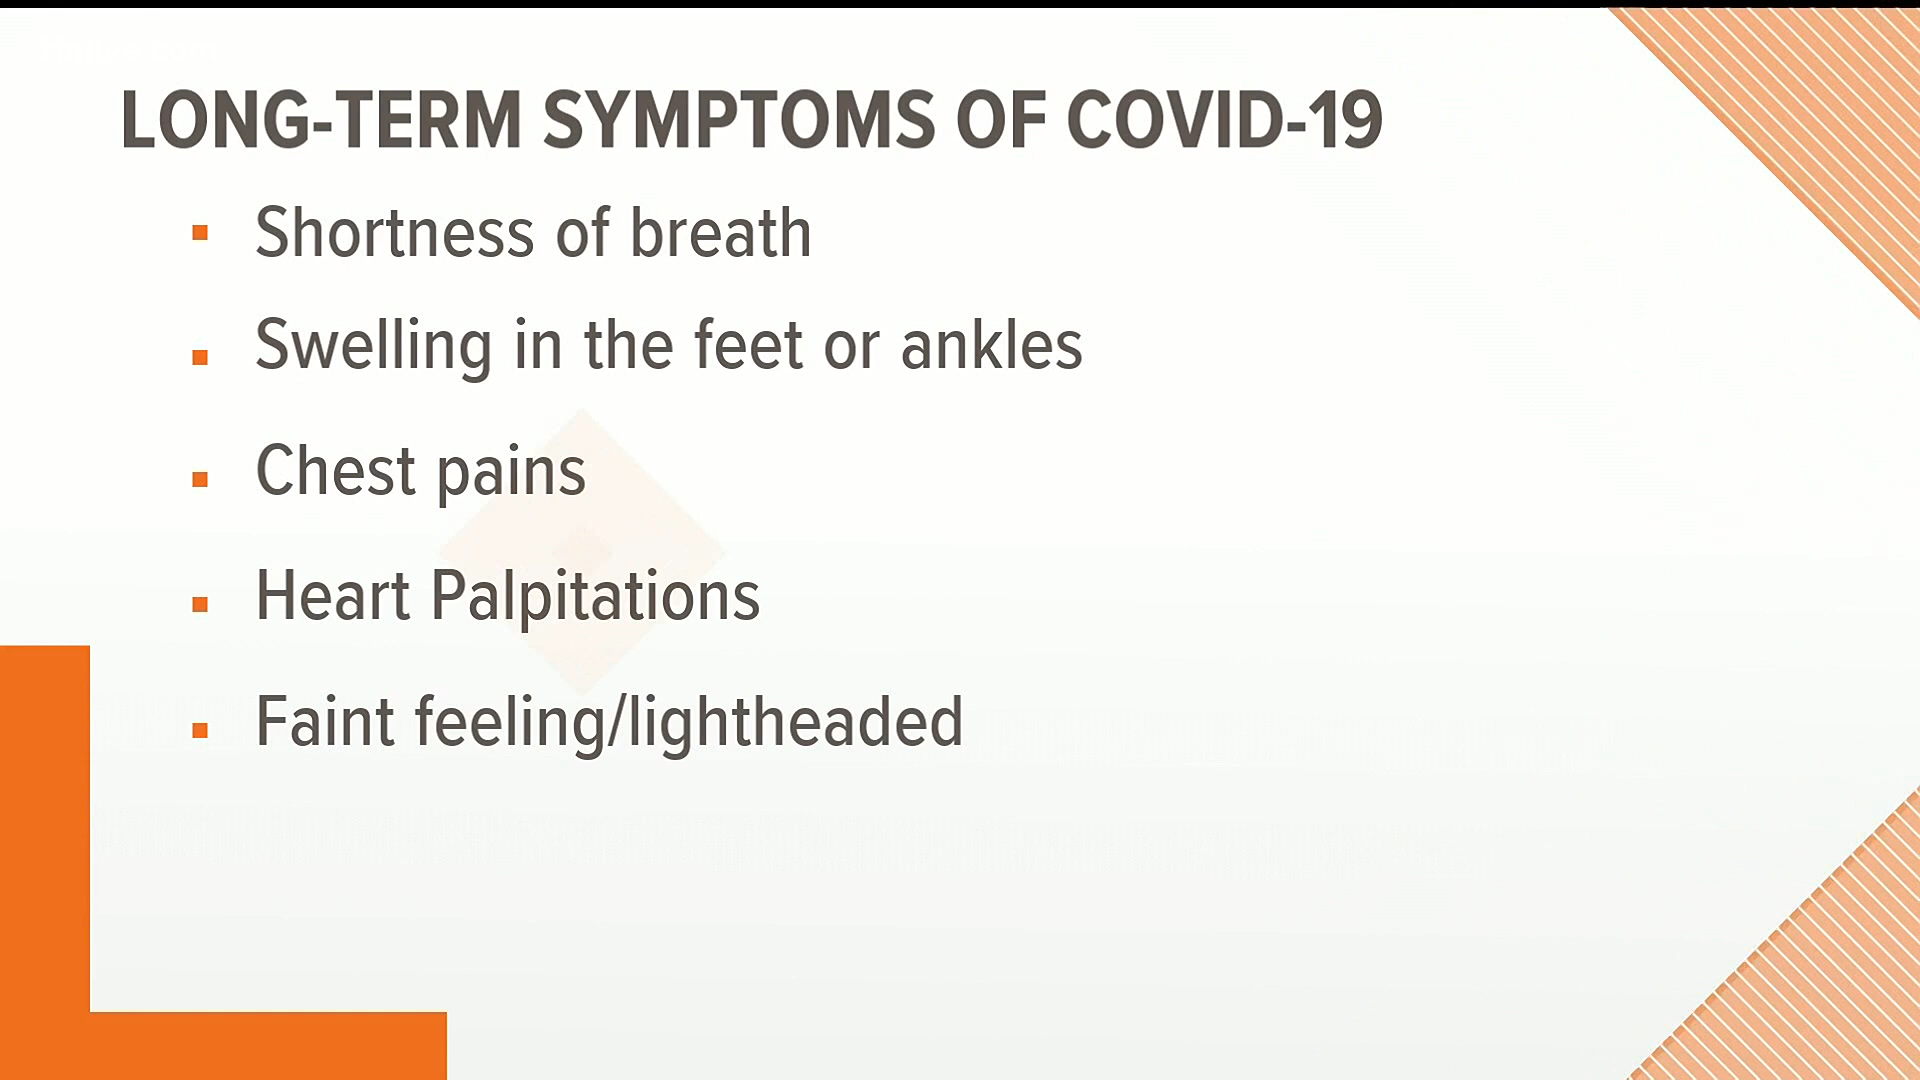 LONG-TERM SYMPTOMS OF COVID-19
Shortness of breath
Swelling in the feet or ankles
Chest pains
Heart Palpitations
Faint feeling/lightheaded